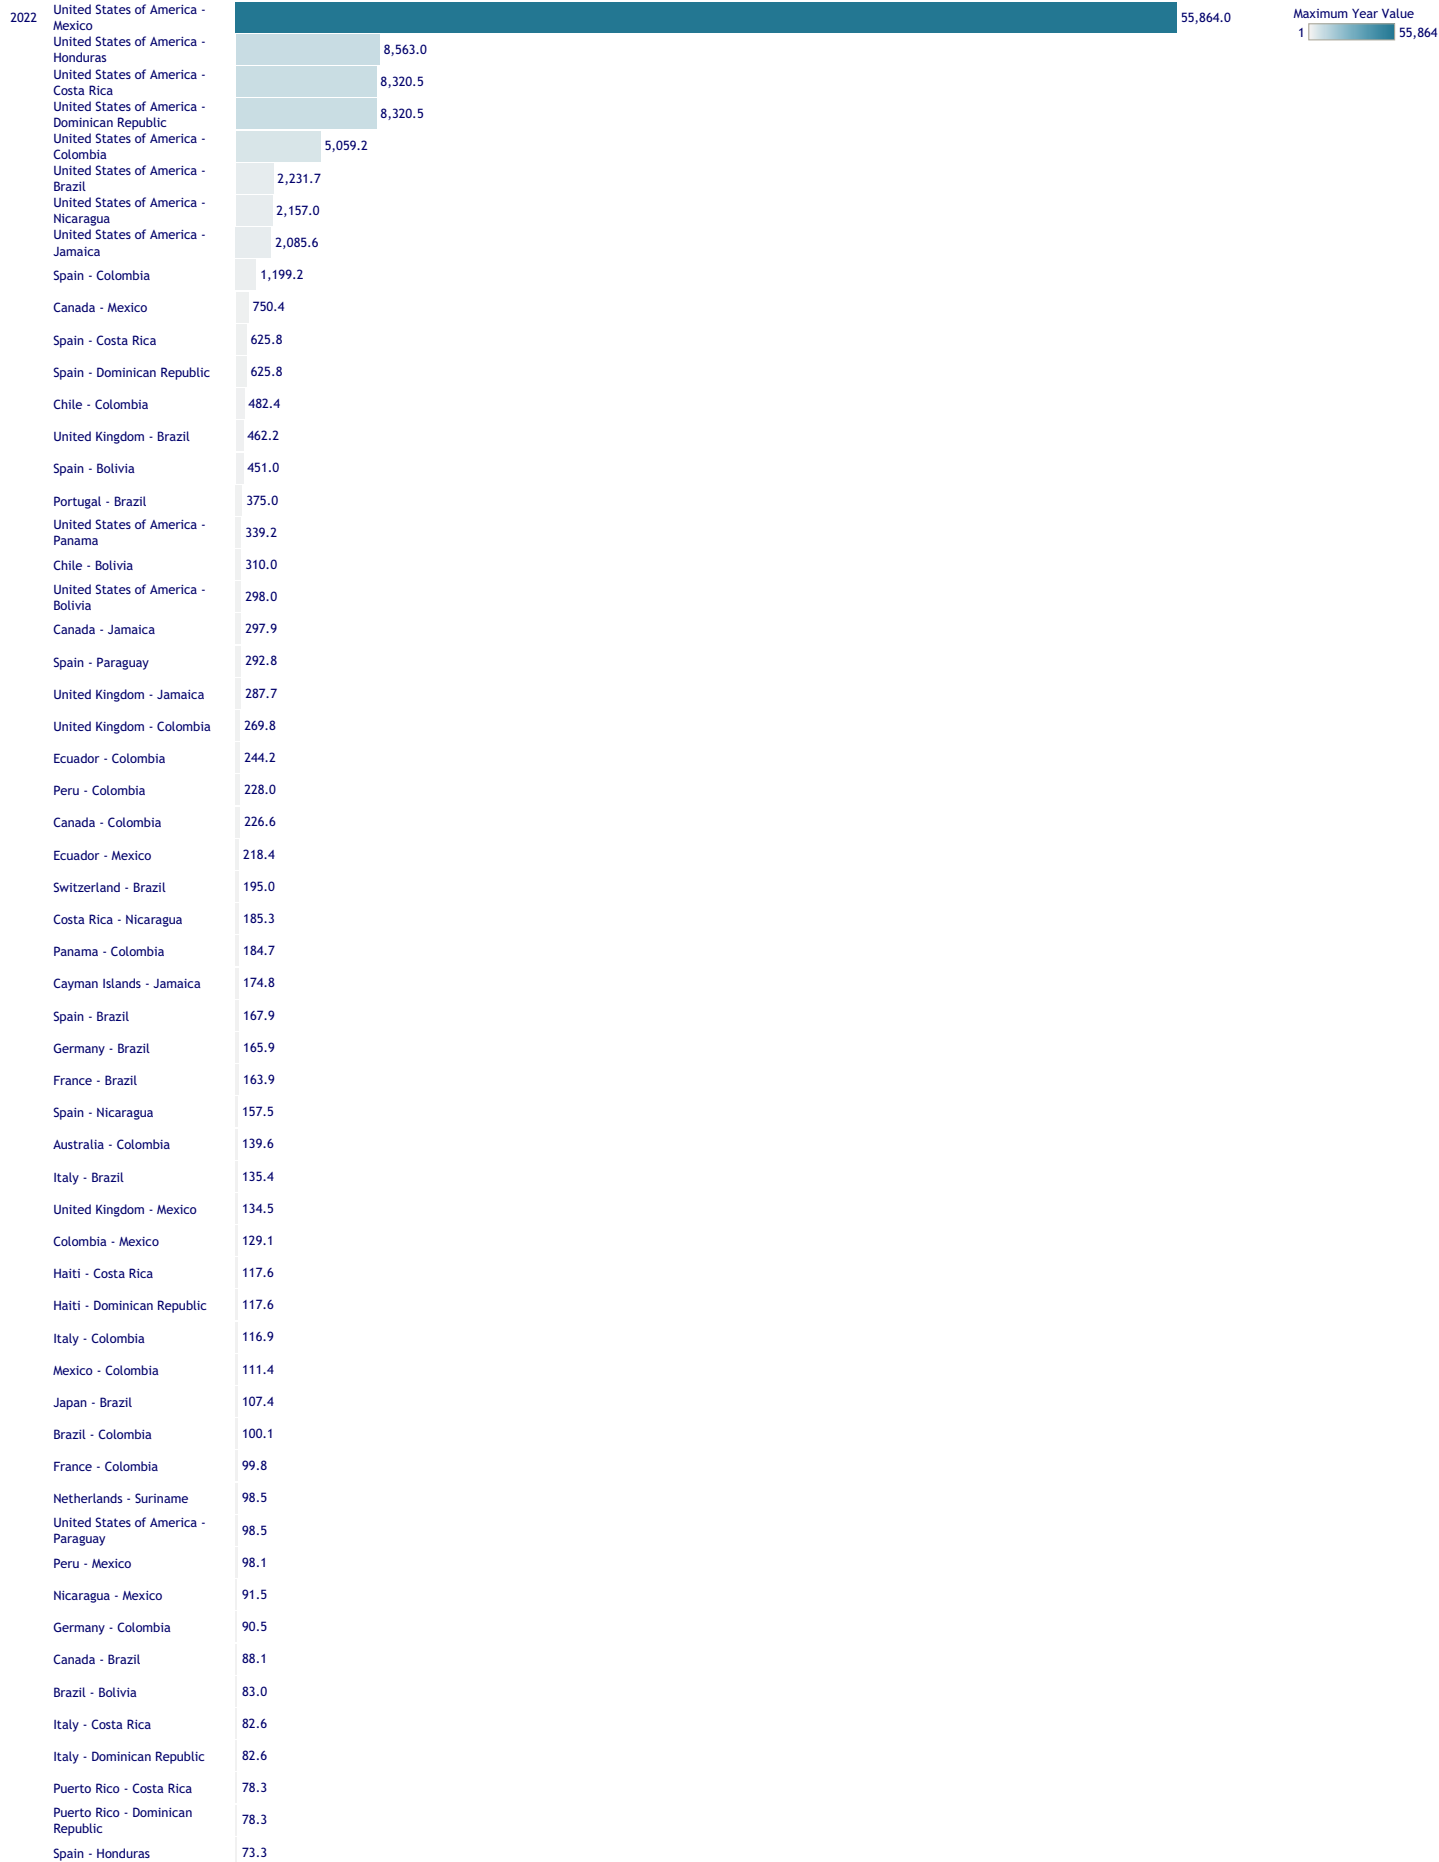 2022
United States of America -
Mexico
55,864.0
Maximum Year Value
1
55,864
United States of America -
Honduras
8,563.0
United States of America -
Costa Rica
8,320.5
United States of America -
Dominican Republic
8,320.5
United States of America -
Colombia
5,059.2
United States of America -
Brazil
2,231.7
United States of America -
Nicaragua
2,157.0
United States of America -
Jamaica
2,085.6
Spain - Colombia
1,199.2
Canada - Mexico
750.4
Spain - Costa Rica
625.8
Spain - Dominican Republic
625.8
Chile - Colombia
482.4
United Kingdom - Brazil
462.2
Spain - Bolivia
451.0
Portugal - Brazil
375.0
United States of America -
Panama
339.2
Chile - Bolivia
310.0
United States of America -
Bolivia
298.0
Canada - Jamaica
297.9
Spain - Paraguay
292.8
United Kingdom - Jamaica
287.7
United Kingdom - Colombia
269.8
Ecuador - Colombia
244.2
Peru - Colombia
228.0
Canada - Colombia
226.6
Ecuador - Mexico
218.4
Switzerland - Brazil
195.0
Costa Rica - Nicaragua
185.3
Panama - Colombia
184.7
Cayman Islands - Jamaica
174.8
Spain - Brazil
167.9
Germany - Brazil
165.9
France - Brazil
163.9
Spain - Nicaragua
157.5
Australia - Colombia
139.6
Italy - Brazil
135.4
United Kingdom - Mexico
134.5
Colombia - Mexico
129.1
Haiti - Costa Rica
117.6
Haiti - Dominican Republic
117.6
Italy - Colombia
116.9
Mexico - Colombia
111.4
Japan - Brazil
107.4
Brazil - Colombia
100.1
France - Colombia
99.8
Netherlands - Suriname
98.5
United States of America -
Paraguay
98.5
Peru - Mexico
98.1
Nicaragua - Mexico
91.5
Germany - Colombia
90.5
Canada - Brazil
88.1
Brazil - Bolivia
83.0
Italy - Costa Rica
82.6
Italy - Dominican Republic
82.6
Puerto Rico - Costa Rica
78.3
Puerto Rico - Dominican
Republic
78.3
Spain - Honduras
73.3